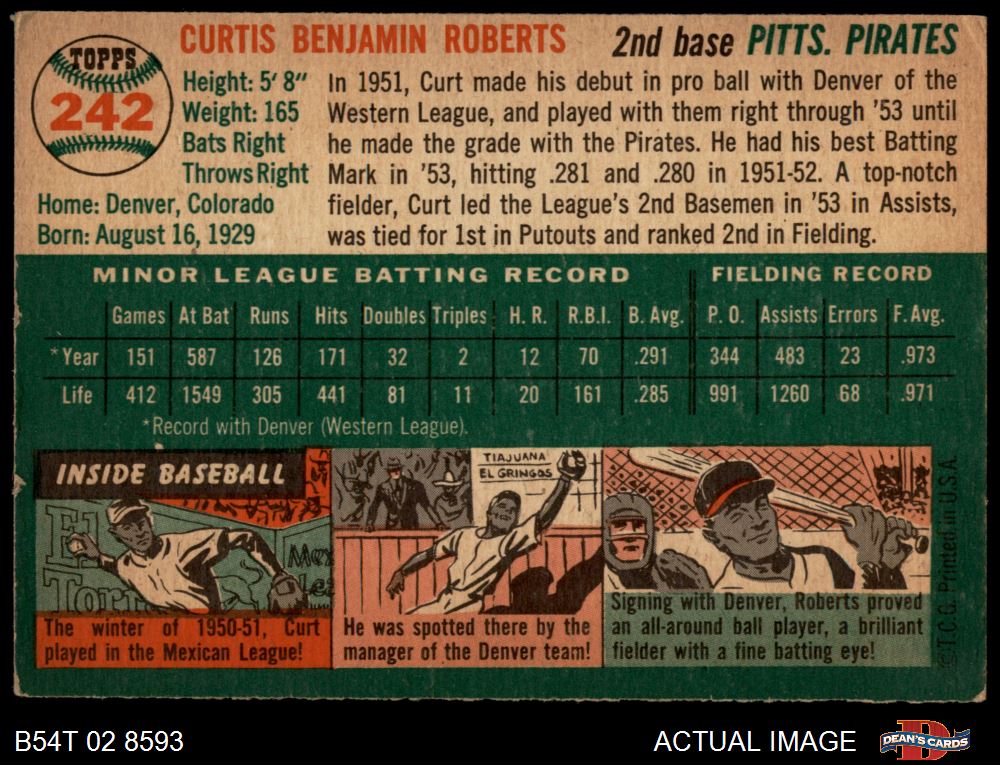 TOPPS
242
CURTIS BENJAMIN ROBERTS
2nd base PITTS. PIRATES
Height: 5' 8"
Weight: 165
Bats Right
Throws Right
Home: Denver, Colorado
Born: August 16, 1929
In 1951, Curt made his debut in pro ball with Denver of the
Western League, and played with them right through '53 until
he made the grade with the Pirates. He had his best Batting
Mark in '53, hitting .281 and .280 in 1951-52. A top-notch
fielder, Curt led the League's 2nd Basemen in '53 in Assists,
was tied for 1st in Putouts and ranked 2nd in Fielding.
MINOR LEAGUE BATTING RECORD FIELDING RECORD
Games At Bat Runs Hits Doubles Triples H. R. R.B.I. B. Avg. P. O. Assists Errors F. Avg.
*Year 151 587 126 171 32 2 12 70 .291 344 483 23 .973
Life 412 1549 305 441 81 11 20 161 .285 991 1260 68 .971
*Record with Denver (Western League).
INSIDE BASEBALL
El
Torr
Mex
Lea
The winter of 1950-51, Curt
played in the Mexican League!
TIAJUANA
EL GRINGOS
He was spotted there by the
manager of the Denver team!
Signing with Denver, Roberts proved
an all-around ball player, a brilliant
fielder with a fine batting eye!
©T.C.G. Printed in U.S.A.
B54T 02 8593
ACTUAL IMAGE
DEAN'S CARDS